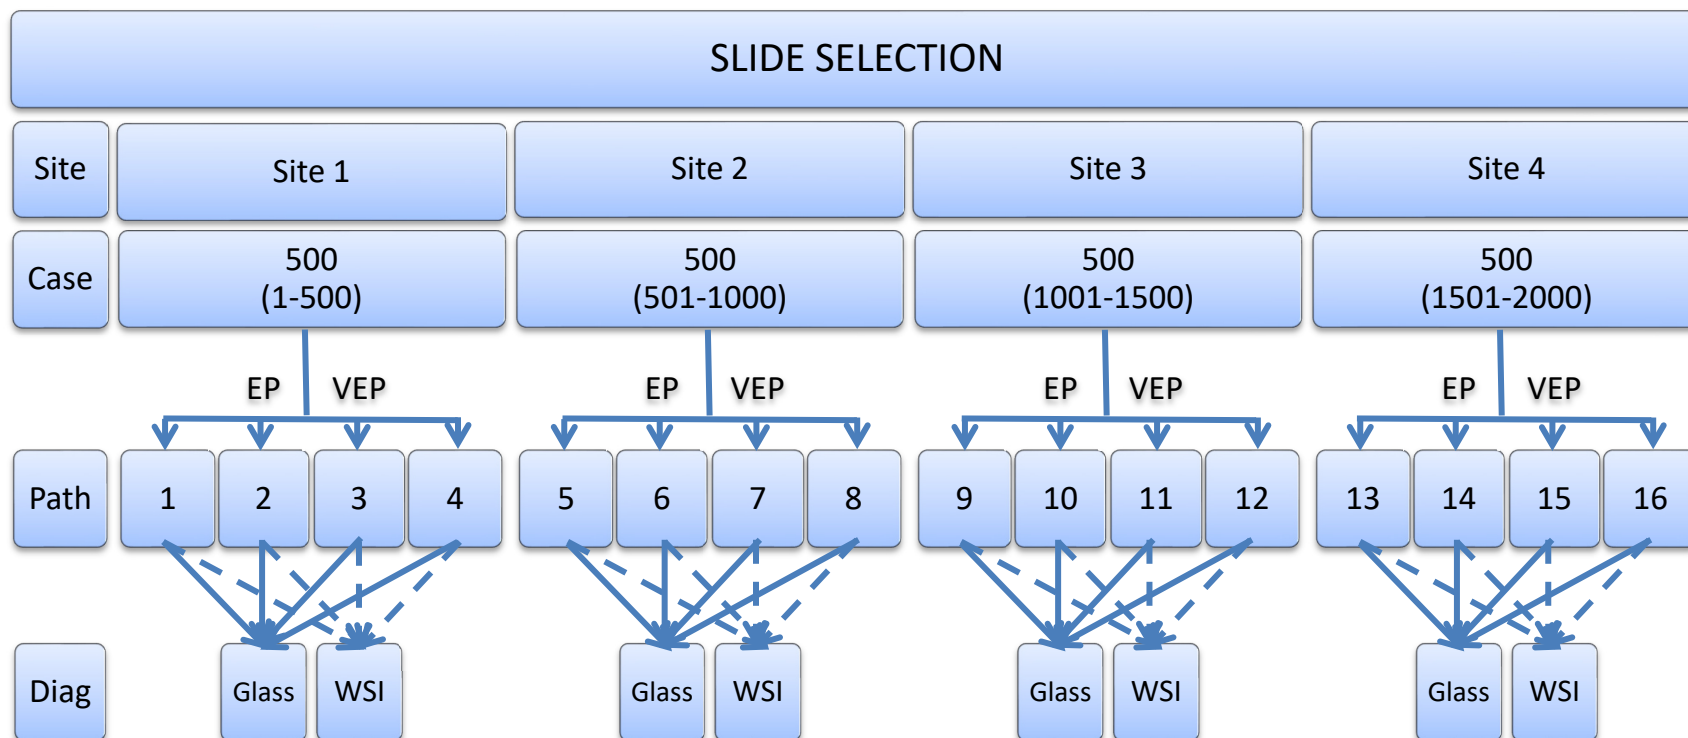 SLIDE SELECTION
Site Site 1 Site 2 Site 3 Site 4
Case 500 500 500 500
(1-500) (501-1000) (1001-1500) (1501-2000)
EP VEP EP VEP EP VEP EP VEP
Path 1 2 3 4 5 6 7 8 9 10 11 12 13 14 15 16
Diag Glass WSI Glass WSI Glass WSI Glass WSI